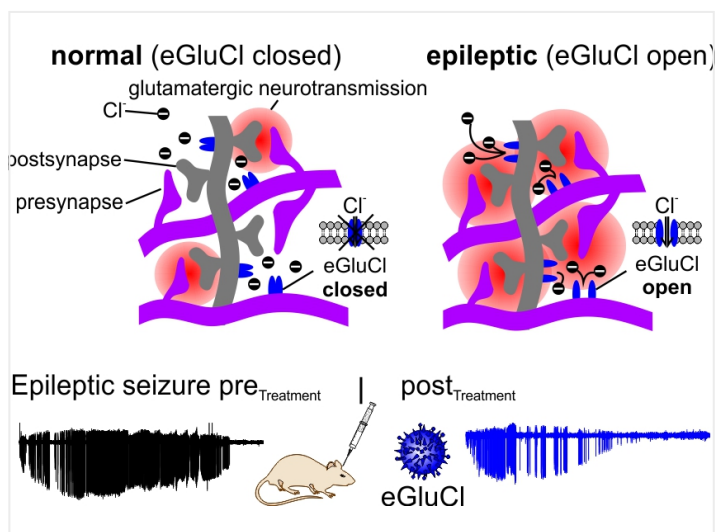 normal (eGluCl closed)
epileptic (eGluCl open)
glutamatergic neurotransmission
Cl⁻
postsynapse
presynapse
Cl⁻
eGluCl
closed
Cl⁻
eGluCl
open
Epileptic seizure preTreatment | postTreatment
eGluCl